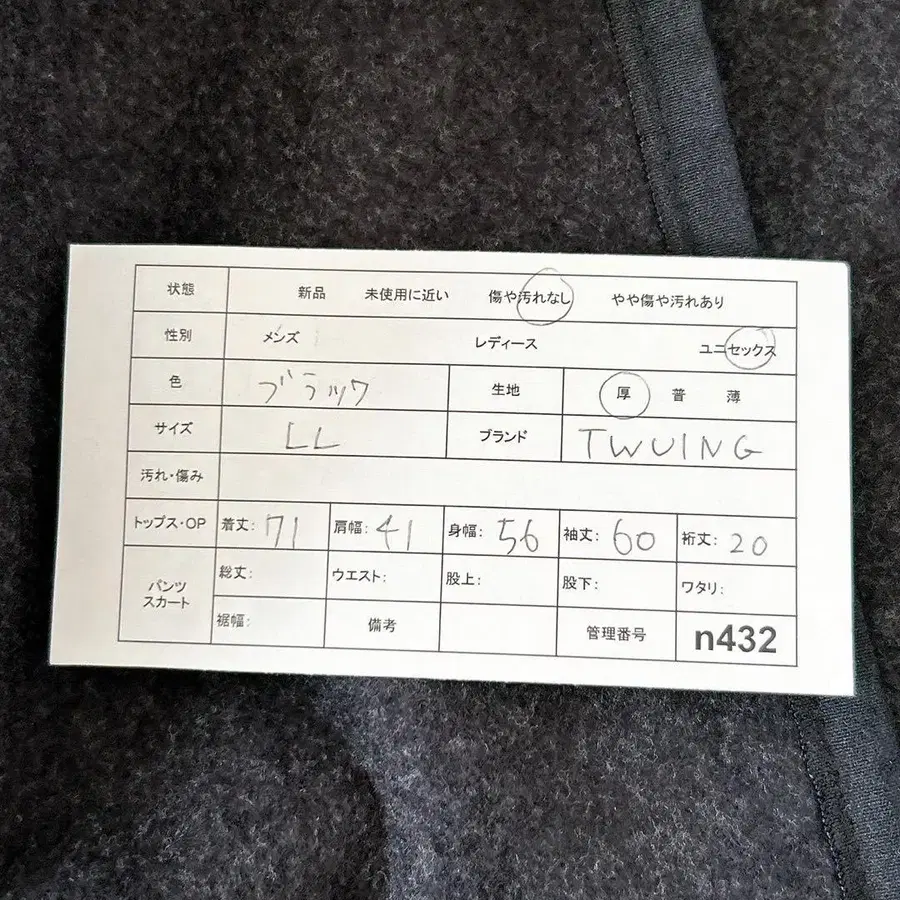 状態 新品 未使用に近い 傷や汚れなし やや傷や汚れあり
性別 メンズ レディース ユニセックス
色 ブラック 生地 厚 普 薄
サイズ LL ブランド TWUING
汚れ・傷み
トップス・OP 着丈: 71 肩幅: 41 身幅: 56 袖丈: 60 裄丈: 20
パンツ スカート 総丈: ウエスト: 股上: 股下: ワタリ:
裾幅: 備考 管理番号 n432